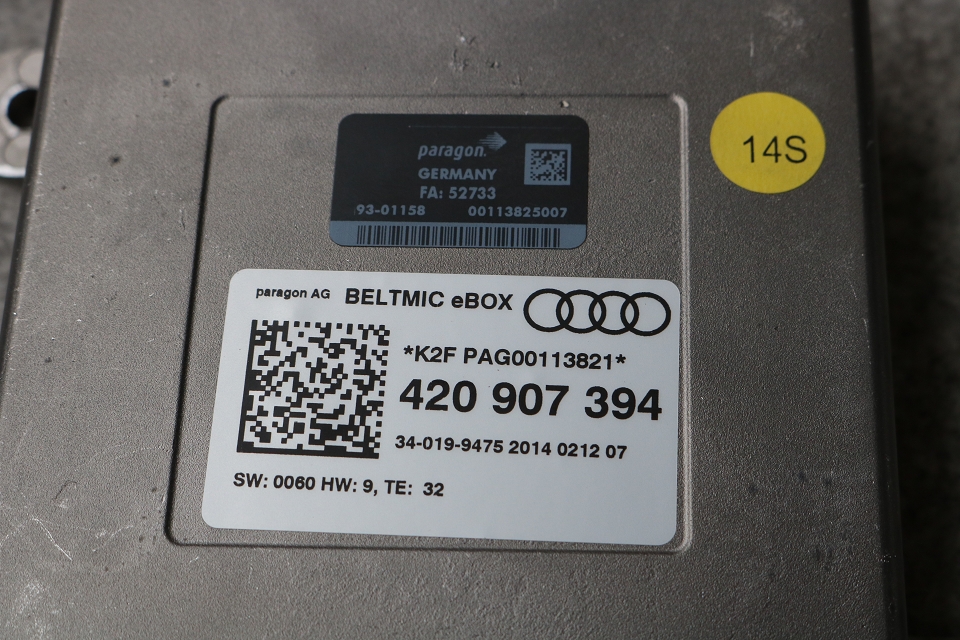 paragon
GERMANY
FA: 52733
93-01158 00113825007
14S
paragon AG BELTMIC eBOX
*K2F PAG00113821*
420 907 394
34-019-9475 2014 0212 07
SW: 0060 HW: 9, TE: 32